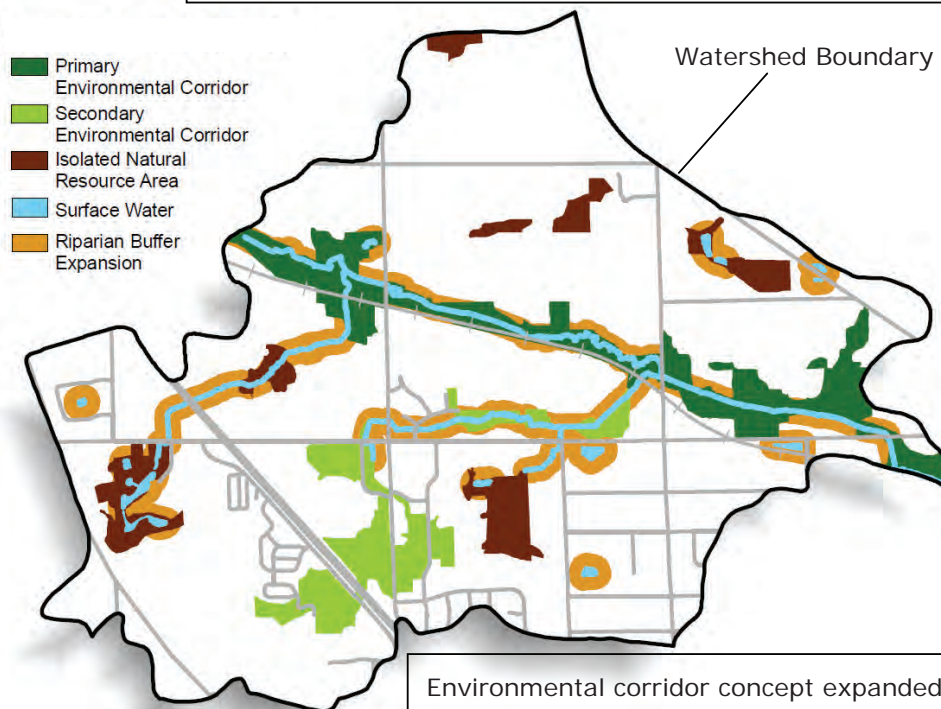 Watershed Boundary
Primary
Environmental Corridor
Secondary
Environmental Corridor
Isolated Natural
Resource Area
Surface Water
Riparian Buffer
Expansion
Environmental corridor concept expanded